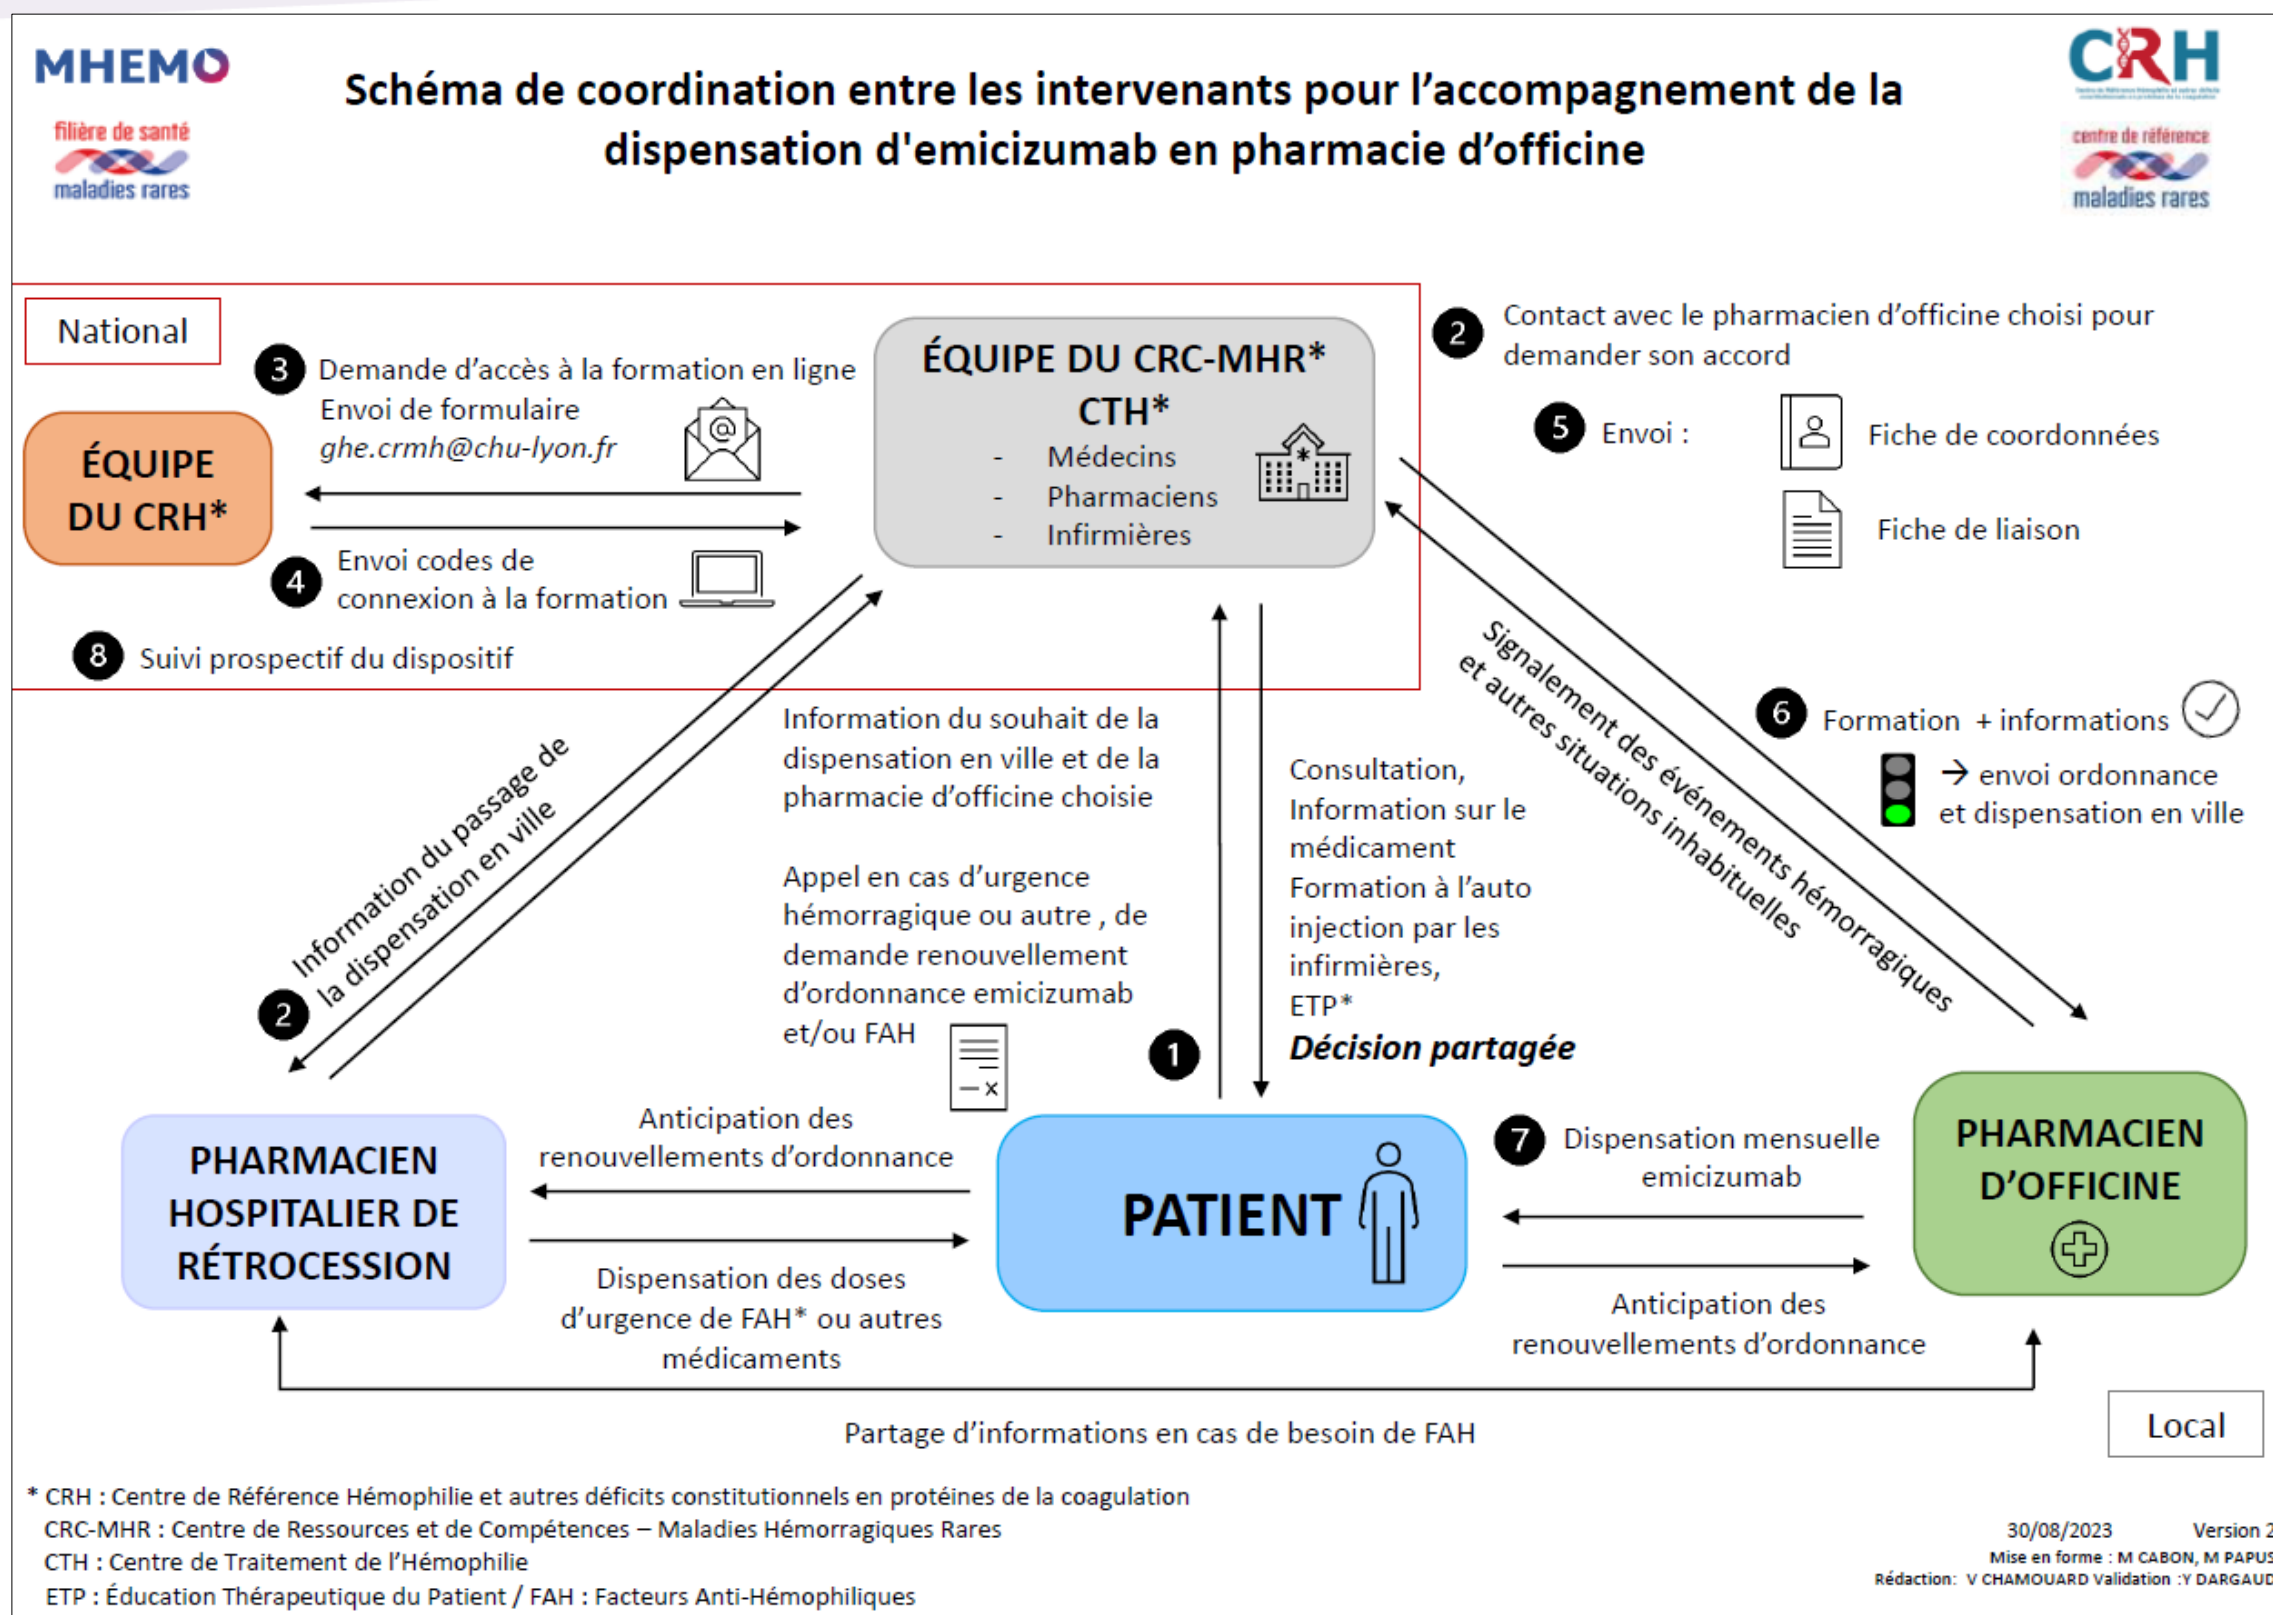 MHEMO
filière de santé
maladies rares
Schéma de coordination entre les intervenants pour l’accompagnement de la
dispensation d'emicizumab en pharmacie d’officine
CRH
centre de référence
maladies rares
National
3 Demande d’accès à la formation en ligne
Envoi de formulaire
ghe.crmh@chu-lyon.fr
@
ÉQUIPE
DU CRH*
4 Envoi codes de
connexion à la formation
8 Suivi prospectif du dispositif
ÉQUIPE DU CRC-MHR*
CTH*
- Médecins
- Pharmaciens
- Infirmières
2 Contact avec le pharmacien d’officine choisi pour
demander son accord
5 Envoi :
Fiche de coordonnées
Fiche de liaison
Signalement des événements hémorragiques
et autres situations inhabituelles
6 Formation + informations
→ envoi ordonnance
et dispensation en ville
Information du passage de
la dispensation en ville
2
Information du souhait de la
dispensation en ville et de la
pharmacie d’officine choisie
Appel en cas d’urgence
hémorragique ou autre , de
demande renouvellement
d’ordonnance emicizumab
et/ou FAH
1
Consultation,
Information sur le
médicament
Formation à l’auto
injection par les
infirmières,
ETP*
Décision partagée
PHARMACIEN
HOSPITALIER DE
RÉTROCESSION
Anticipation des
renouvellements d’ordonnance
Dispensation des doses
d’urgence de FAH* ou autres
médicaments
PATIENT
7 Dispensation mensuelle
emicizumab
Anticipation des
renouvellements d’ordonnance
PHARMACIEN
D’OFFICINE
Partage d’informations en cas de besoin de FAH
Local
* CRH : Centre de Référence Hémophilie et autres déficits constitutionnels en protéines de la coagulation
CRC-MHR : Centre de Ressources et de Compétences – Maladies Hémorragiques Rares
CTH : Centre de Traitement de l’Hémophilie
ETP : Éducation Thérapeutique du Patient / FAH : Facteurs Anti-Hémophiliques
30/08/2023 Version 2
Mise en forme : M CABON, M PAPUS
Rédaction: V CHAMOUARD Validation :Y DARGAUD